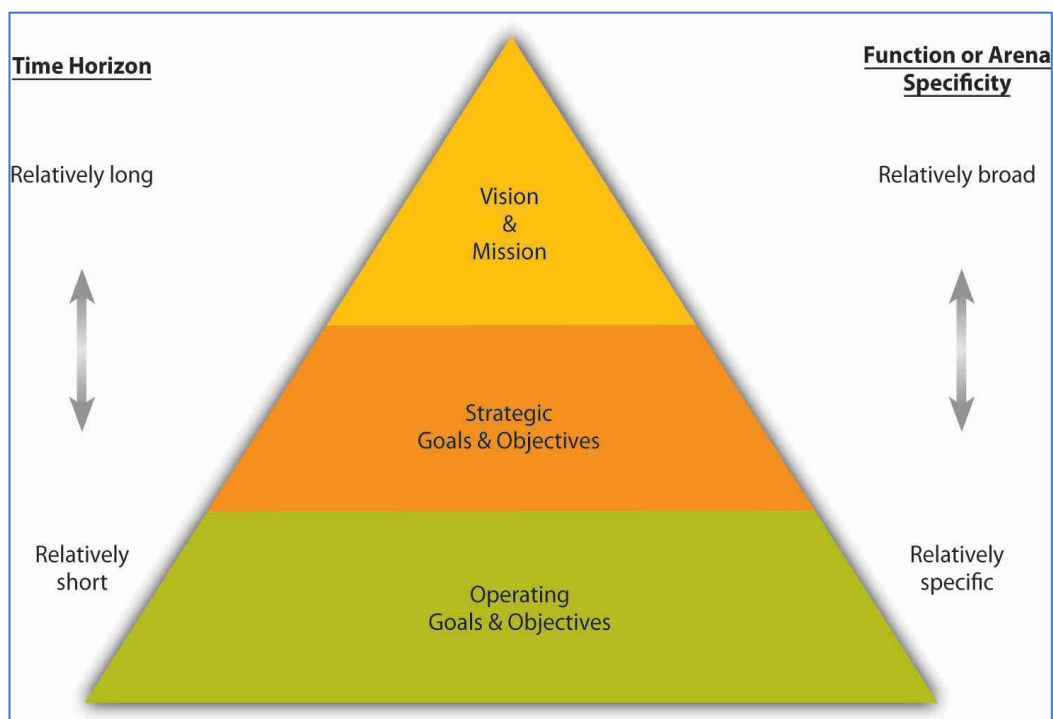 Time Horizon
Function or Arena
Specificity
Relatively long
Relatively broad
Vision
&
Mission
Strategic
Goals & Objectives
Relatively
short
Relatively
specific
Operating
Goals & Objectives